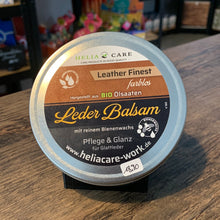 HELIA CARE
Leather Finest
farblos
Hergestellt aus BIO Ölsaaten
Leder Balsam
mit reinem Bienenwachs
Pflege & Glanz
für Glattleder
www.heliacare-work.de